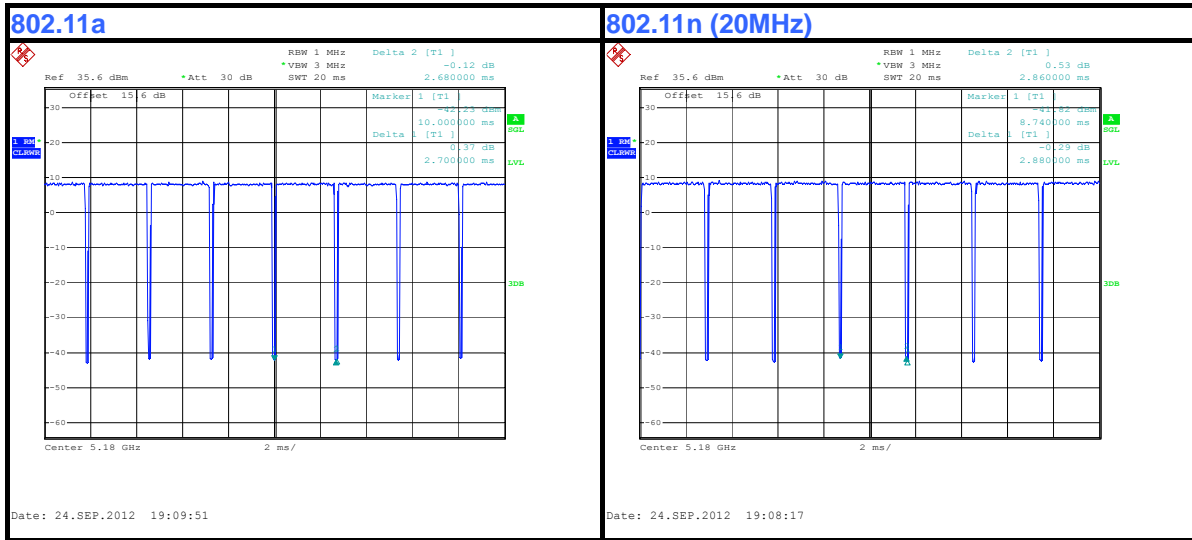 802.11a
RBW 1 MHz Delta 2 [T1 ]
*VBW 3 MHz -0.12 dB
Ref 35.6 dBm *Att 30 dB SWT 20 ms 2.680000 ms
Offset 15.6 dB
Marker 1 [T1 ]
-42.23 dBm
10.000000 ms
Delta 1 [T1 ]
0.37 dB
2.700000 ms
A
SGL
1 RM *
CLRWR
LVL
3DB
30
20
10
0
-10
-20
-30
-40
-50
-60
Center 5.18 GHz 2 ms/
Date: 24.SEP.2012 19:09:51
802.11n (20MHz)
RBW 1 MHz Delta 2 [T1 ]
*VBW 3 MHz 0.53 dB
Ref 35.6 dBm *Att 30 dB SWT 20 ms 2.860000 ms
Offset 15.6 dB
Marker 1 [T1 ]
-41.82 dBm
8.740000 ms
Delta 1 [T1 ]
-0.29 dB
2.880000 ms
A
SGL
1 RM *
CLRWR
LVL
3DB
30
20
10
0
-10
-20
-30
-40
-50
-60
Center 5.18 GHz 2 ms/
Date: 24.SEP.2012 19:08:17